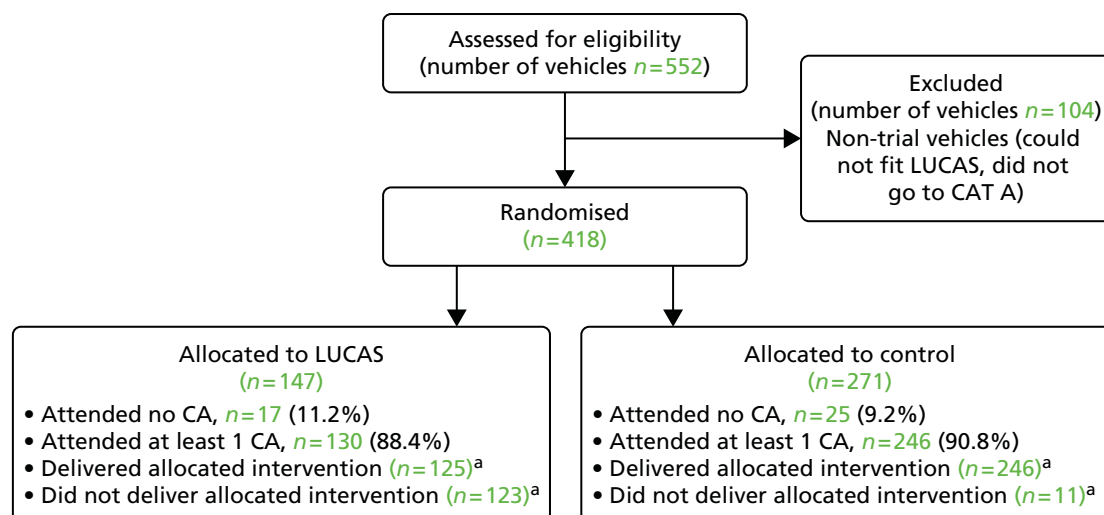 Assessed for eligibility
(number of vehicles n=552)
Excluded
(number of vehicles n=104)
Non-trial vehicles (could
not fit LUCAS, did not
go to CAT A)
Randomised
(n=418)
Allocated to LUCAS
(n=147)
• Attended no CA, n=17 (11.2%)
• Attended at least 1 CA, n=130 (88.4%)
• Delivered allocated intervention (n=125)a
• Did not deliver allocated intervention (n=123)a
Allocated to control
(n=271)
• Attended no CA, n=25 (9.2%)
• Attended at least 1 CA, n=246 (90.8%)
• Delivered allocated intervention (n=246)a
• Did not deliver allocated intervention (n=11)a